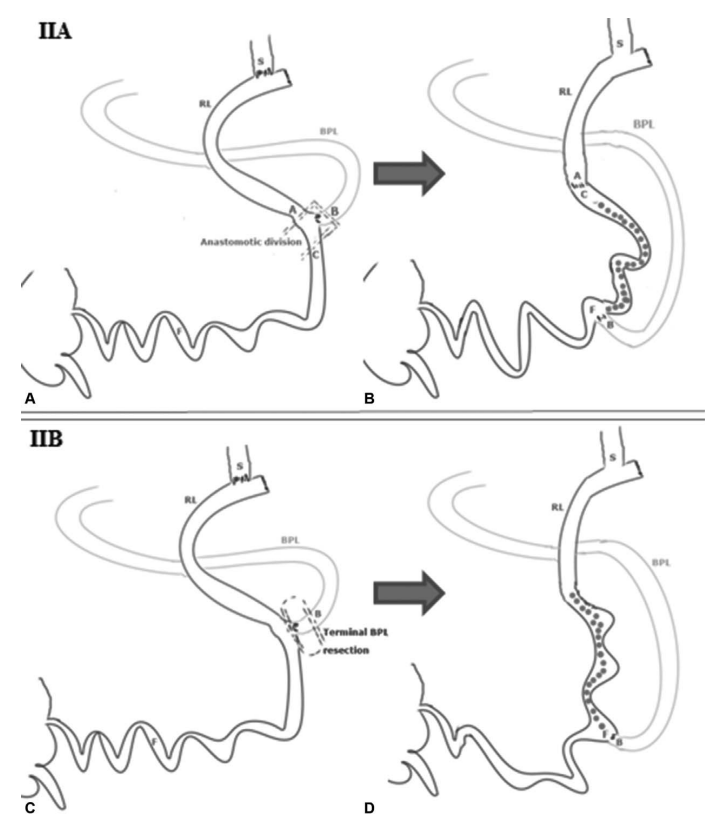 IIA
S
RL
BPL
A
B
Anastomotic division
C
F
A
S
RL
BPL
A
C
F
B
B
IIB
S
RL
BPL
B
Terminal BPL
resection
F
C
S
RL
BPL
F
B
D